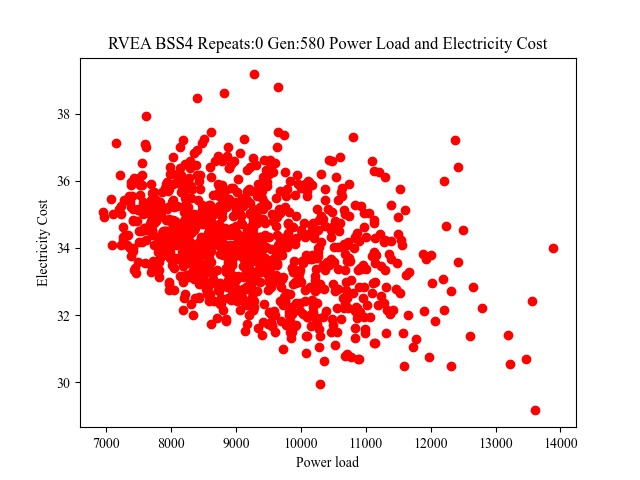 RVEA BSS4 Repeats:0 Gen:580 Power Load and Electricity Cost
38
36
34
32
30
Electricity Cost
7000 8000 9000 10000 11000 12000 13000 14000
Power load